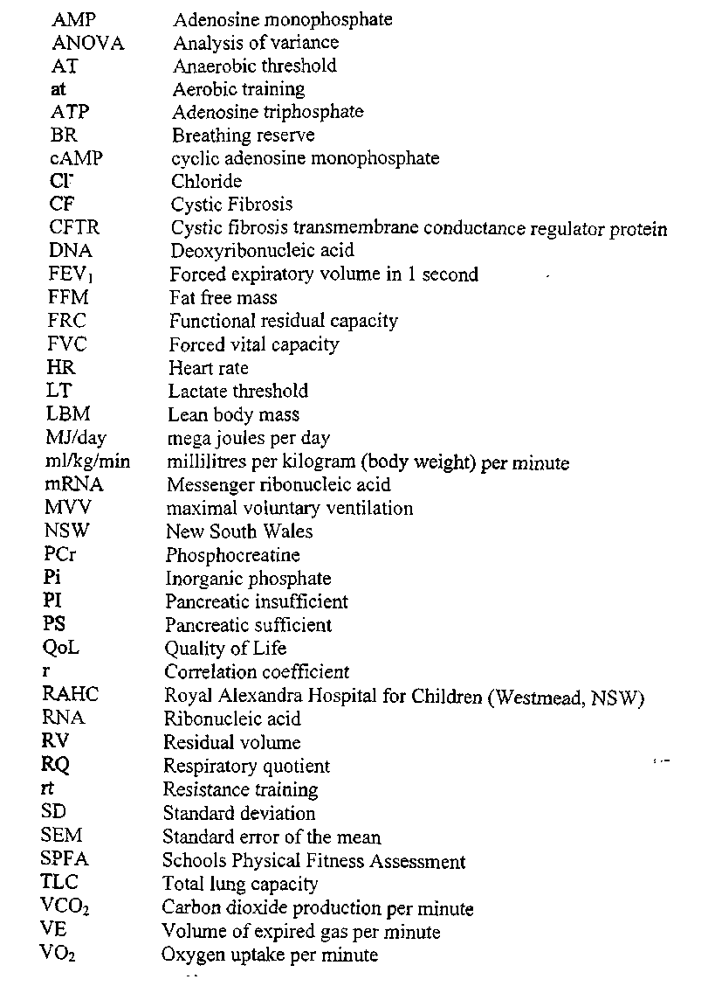 AMP Adenosine monophosphate
ANOVA Analysis of variance
AT Anaerobic threshold
at Aerobic training
ATP Adenosine triphosphate
BR Breathing reserve
cAMP cyclic adenosine monophosphate
Cl⁻ Chloride
CF Cystic Fibrosis
CFTR Cystic fibrosis transmembrane conductance regulator protein
DNA Deoxyribonucleic acid
FEV₁ Forced expiratory volume in 1 second
FFM Fat free mass
FRC Functional residual capacity
FVC Forced vital capacity
HR Heart rate
LT Lactate threshold
LBM Lean body mass
MJ/day mega joules per day
ml/kg/min millilitres per kilogram (body weight) per minute
mRNA Messenger ribonucleic acid
MVV maximal voluntary ventilation
NSW New South Wales
PCr Phosphocreatine
Pi Inorganic phosphate
PI Pancreatic insufficient
PS Pancreatic sufficient
QoL Quality of Life
r Correlation coefficient
RAHC Royal Alexandra Hospital for Children (Westmead, NSW)
RNA Ribonucleic acid
RV Residual volume
RQ Respiratory quotient
rt Resistance training
SD Standard deviation
SEM Standard error of the mean
SPFA Schools Physical Fitness Assessment
TLC Total lung capacity
VCO₂ Carbon dioxide production per minute
VE Volume of expired gas per minute
VO₂ Oxygen uptake per minute